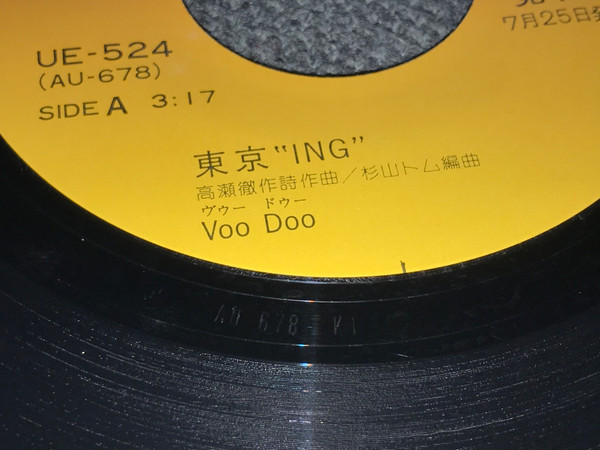 UE-524
(AU-678)
SIDE A 3:17
7月25日発
東京"ING"
高瀬徹作詩作曲/杉山トム編曲
ヴゥー ドゥー
Voo Doo
AU 678